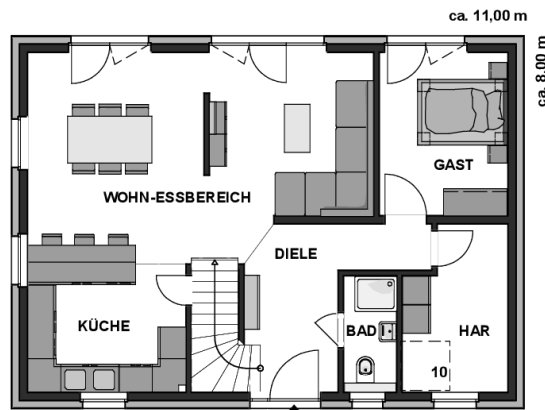 ca. 11,00 m
ca. 8.00 m
GAST
WOHN-ESSBEREICH
DIELE
KÜCHE
BAD
HAR
10